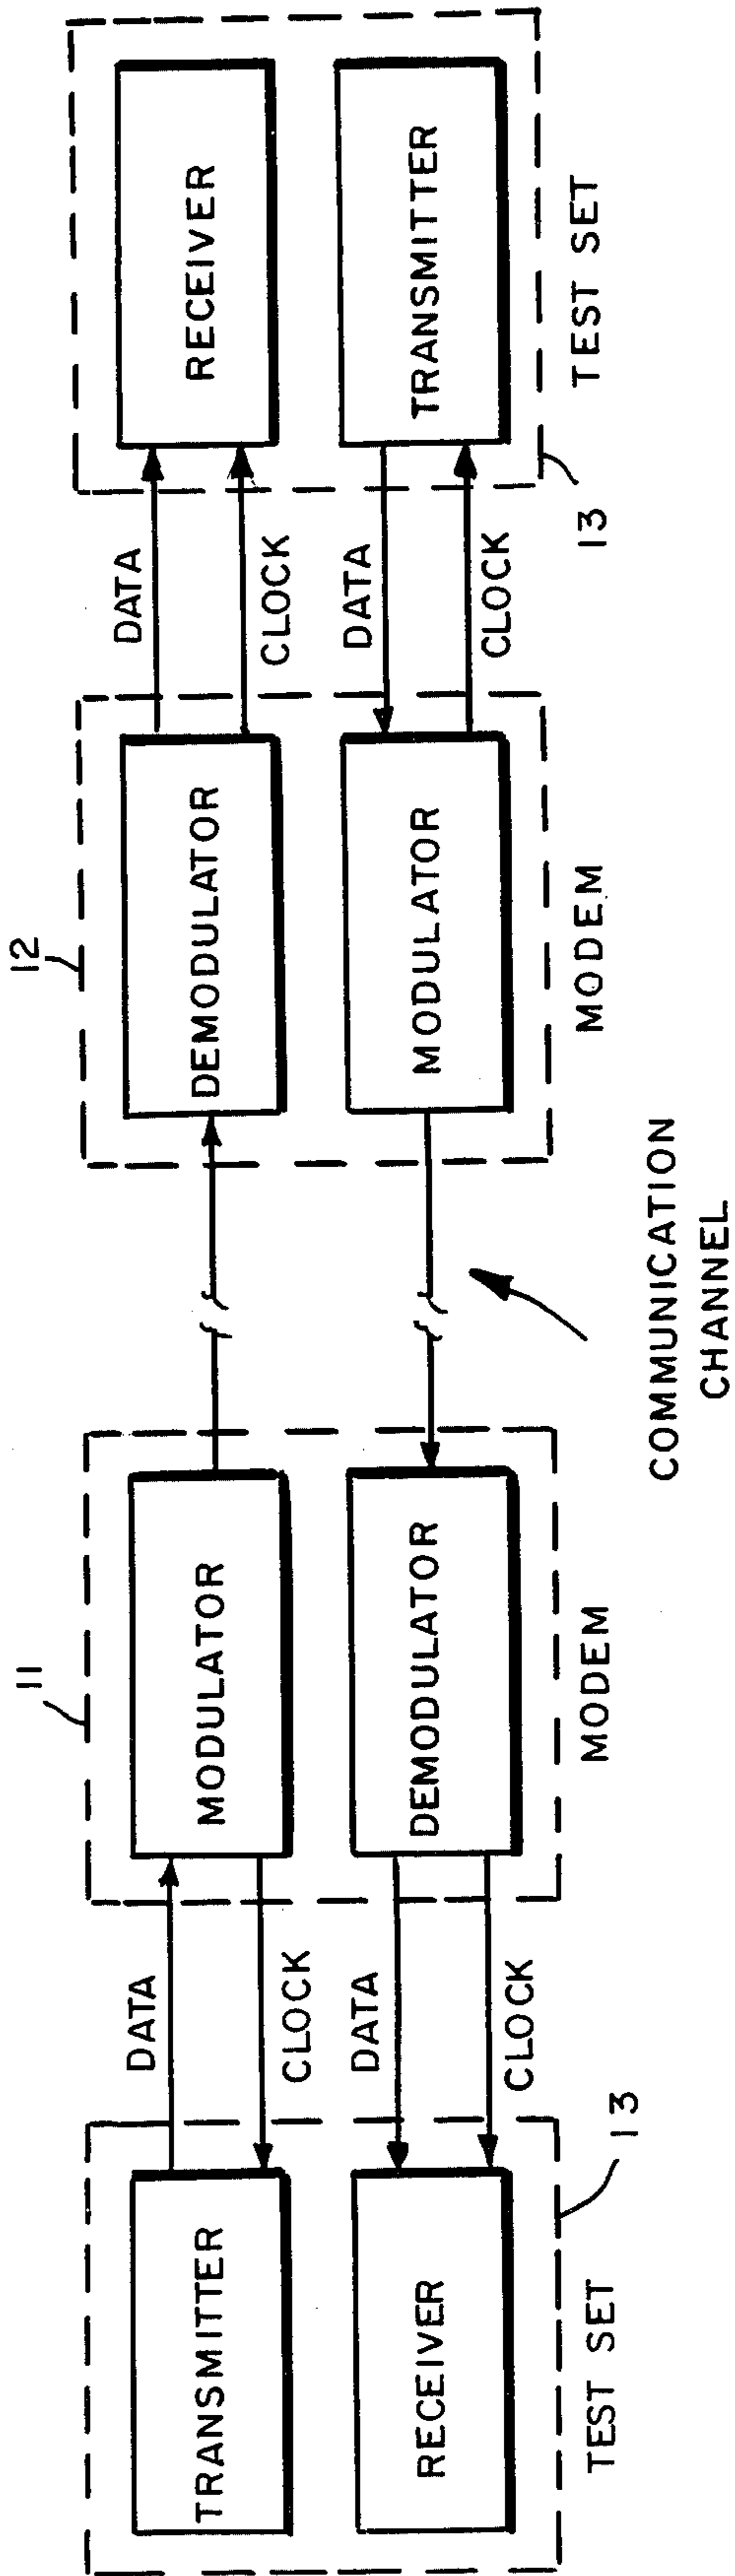 11
12
TRANSMITTER
DATA
CLOCK
MODULATOR
DEMODULATOR
DATA
CLOCK
RECEIVER
RECEIVER
DATA
CLOCK
DEMODULATOR
MODULATOR
DATA
CLOCK
TRANSMITTER
TEST SET
13
MODEM
COMMUNICATION
CHANNEL
MODEM
13
TEST SET